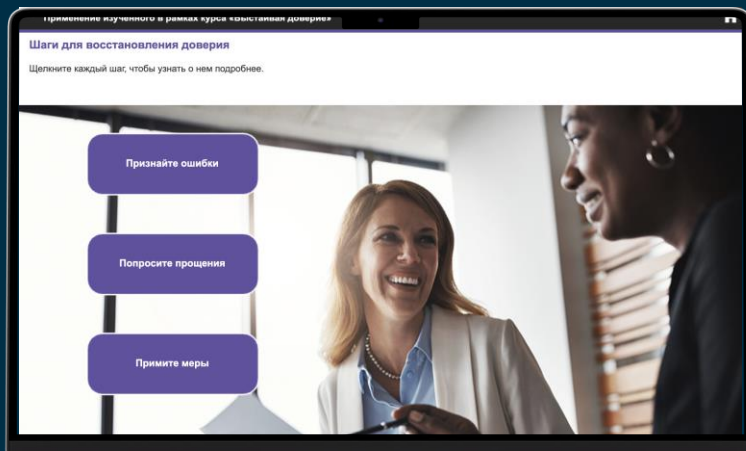 Применение изученного в рамках курса «Выстаивая доверие»
Шаги для восстановления доверия
Щелкните каждый шаг, чтобы узнать о нем подробнее.
Признайте ошибки
Попросите прощения
Примите меры